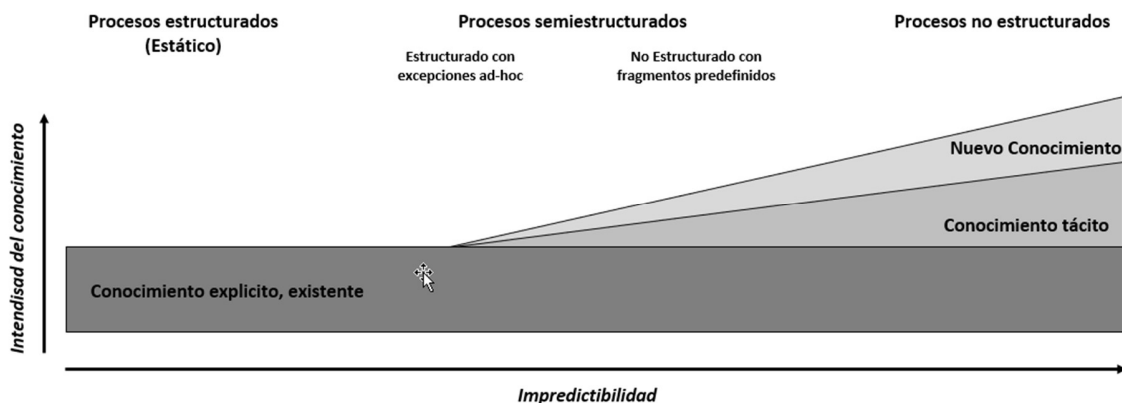 Procesos estructurados
(Estático)
Procesos semiestructurados
Procesos no estructurados
Estructurado con
excepciones ad-hoc
No Estructurado con
fragmentos predefinidos
Intendisad del conocimiento
Nuevo Conocimiento
Conocimiento tácito
Conocimiento explicito, existente
Impredictibilidad